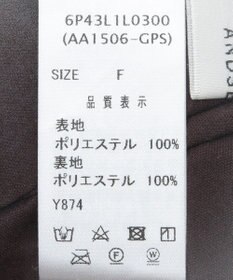 6P43L1L0300
(AA1506-GPS)
SIZE F
品質表示
表地
ポリエステル 100%
裏地
ポリエステル 100%
Y874